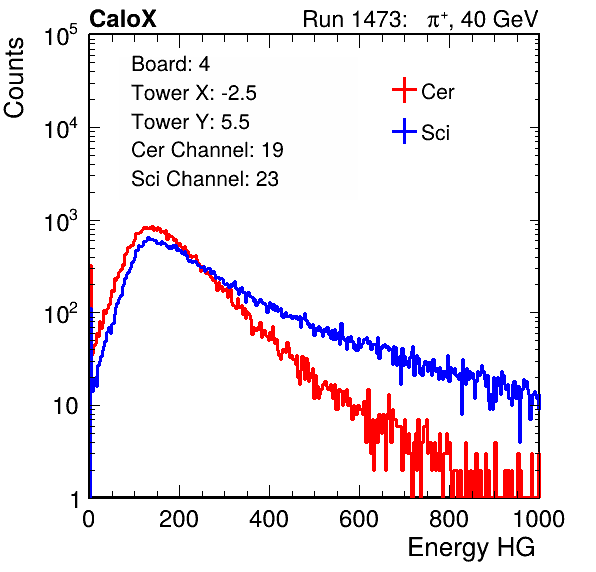 CaloX Run 1473: π⁺, 40 GeV
Counts
10⁵
10⁴
10³
10²
10
1
Board: 4
Tower X: -2.5
Tower Y: 5.5
Cer Channel: 19
Sci Channel: 23
Cer
Sci
0 200 400 600 800 1000
Energy HG